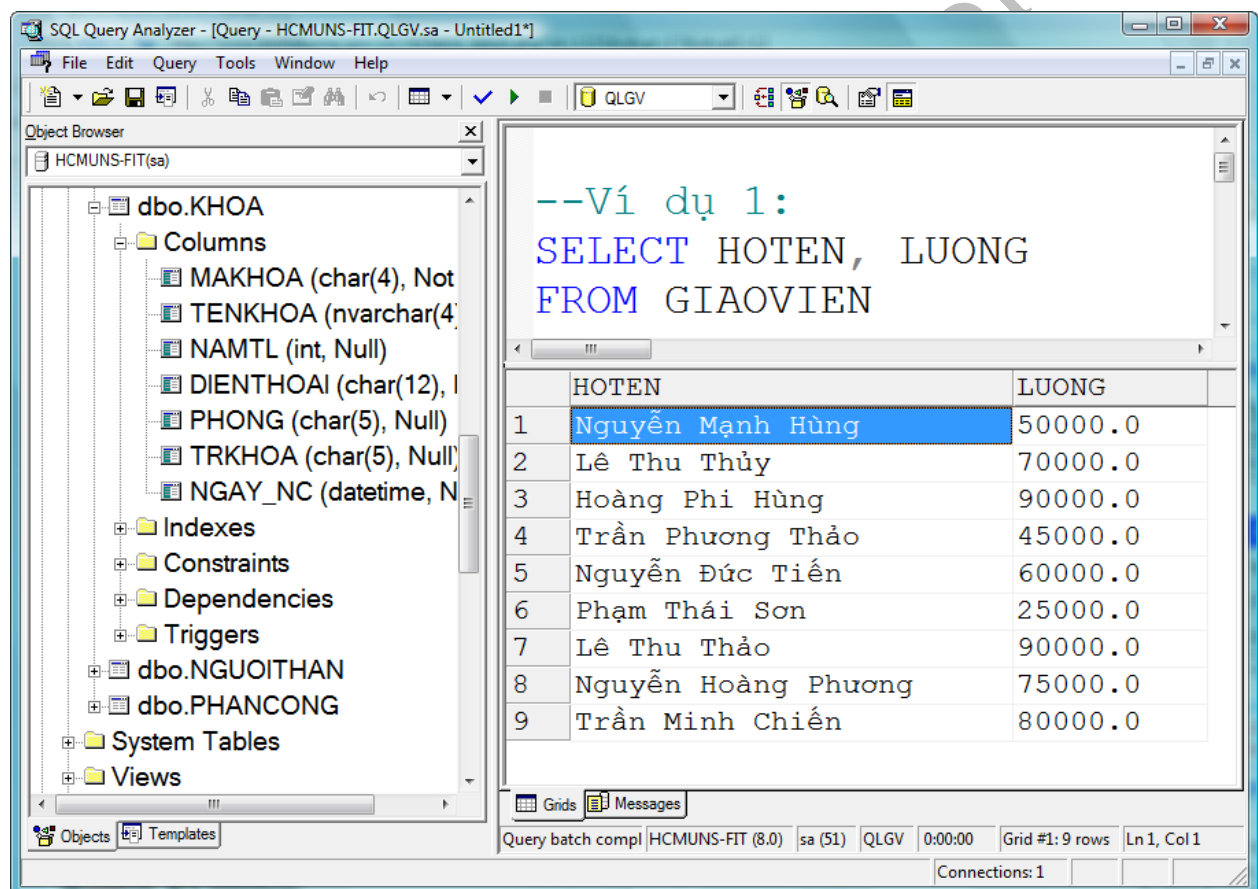 SQL Query Analyzer - [Query - HCMUNS-FIT.QLGV.sa - Untitled1*]
File Edit Query Tools Window Help
QLGV
Object Browser
HCMUNS-FIT(sa)
dbo.KHOA
Columns
MAKHOA (char(4), Not
TENKHOA (nvarchar(4)
NAMTL (int, Null)
DIENTHOAI (char(12),
PHONG (char(5), Null)
TRKHOA (char(5), Null)
NGAY_NC (datetime, N
Indexes
Constraints
Dependencies
Triggers
dbo.NGUOITHAN
dbo.PHANCONG
System Tables
Views
Objects Templates
--Ví dụ 1:
SELECT HOTEN, LUONG
FROM GIAOVIEN
HOTEN LUONG
1 Nguyễn Mạnh Hùng 50000.0
2 Lê Thu Thủy 70000.0
3 Hoàng Phi Hùng 90000.0
4 Trần Phương Thảo 45000.0
5 Nguyễn Đức Tiến 60000.0
6 Phạm Thái Sơn 25000.0
7 Lê Thu Thảo 90000.0
8 Nguyễn Hoàng Phương 75000.0
9 Trần Minh Chiến 80000.0
Grids Messages
Query batch compl HCMUNS-FIT (8.0) sa (51) QLGV 0:00:00 Grid #1: 9 rows Ln 1, Col 1
Connections: 1